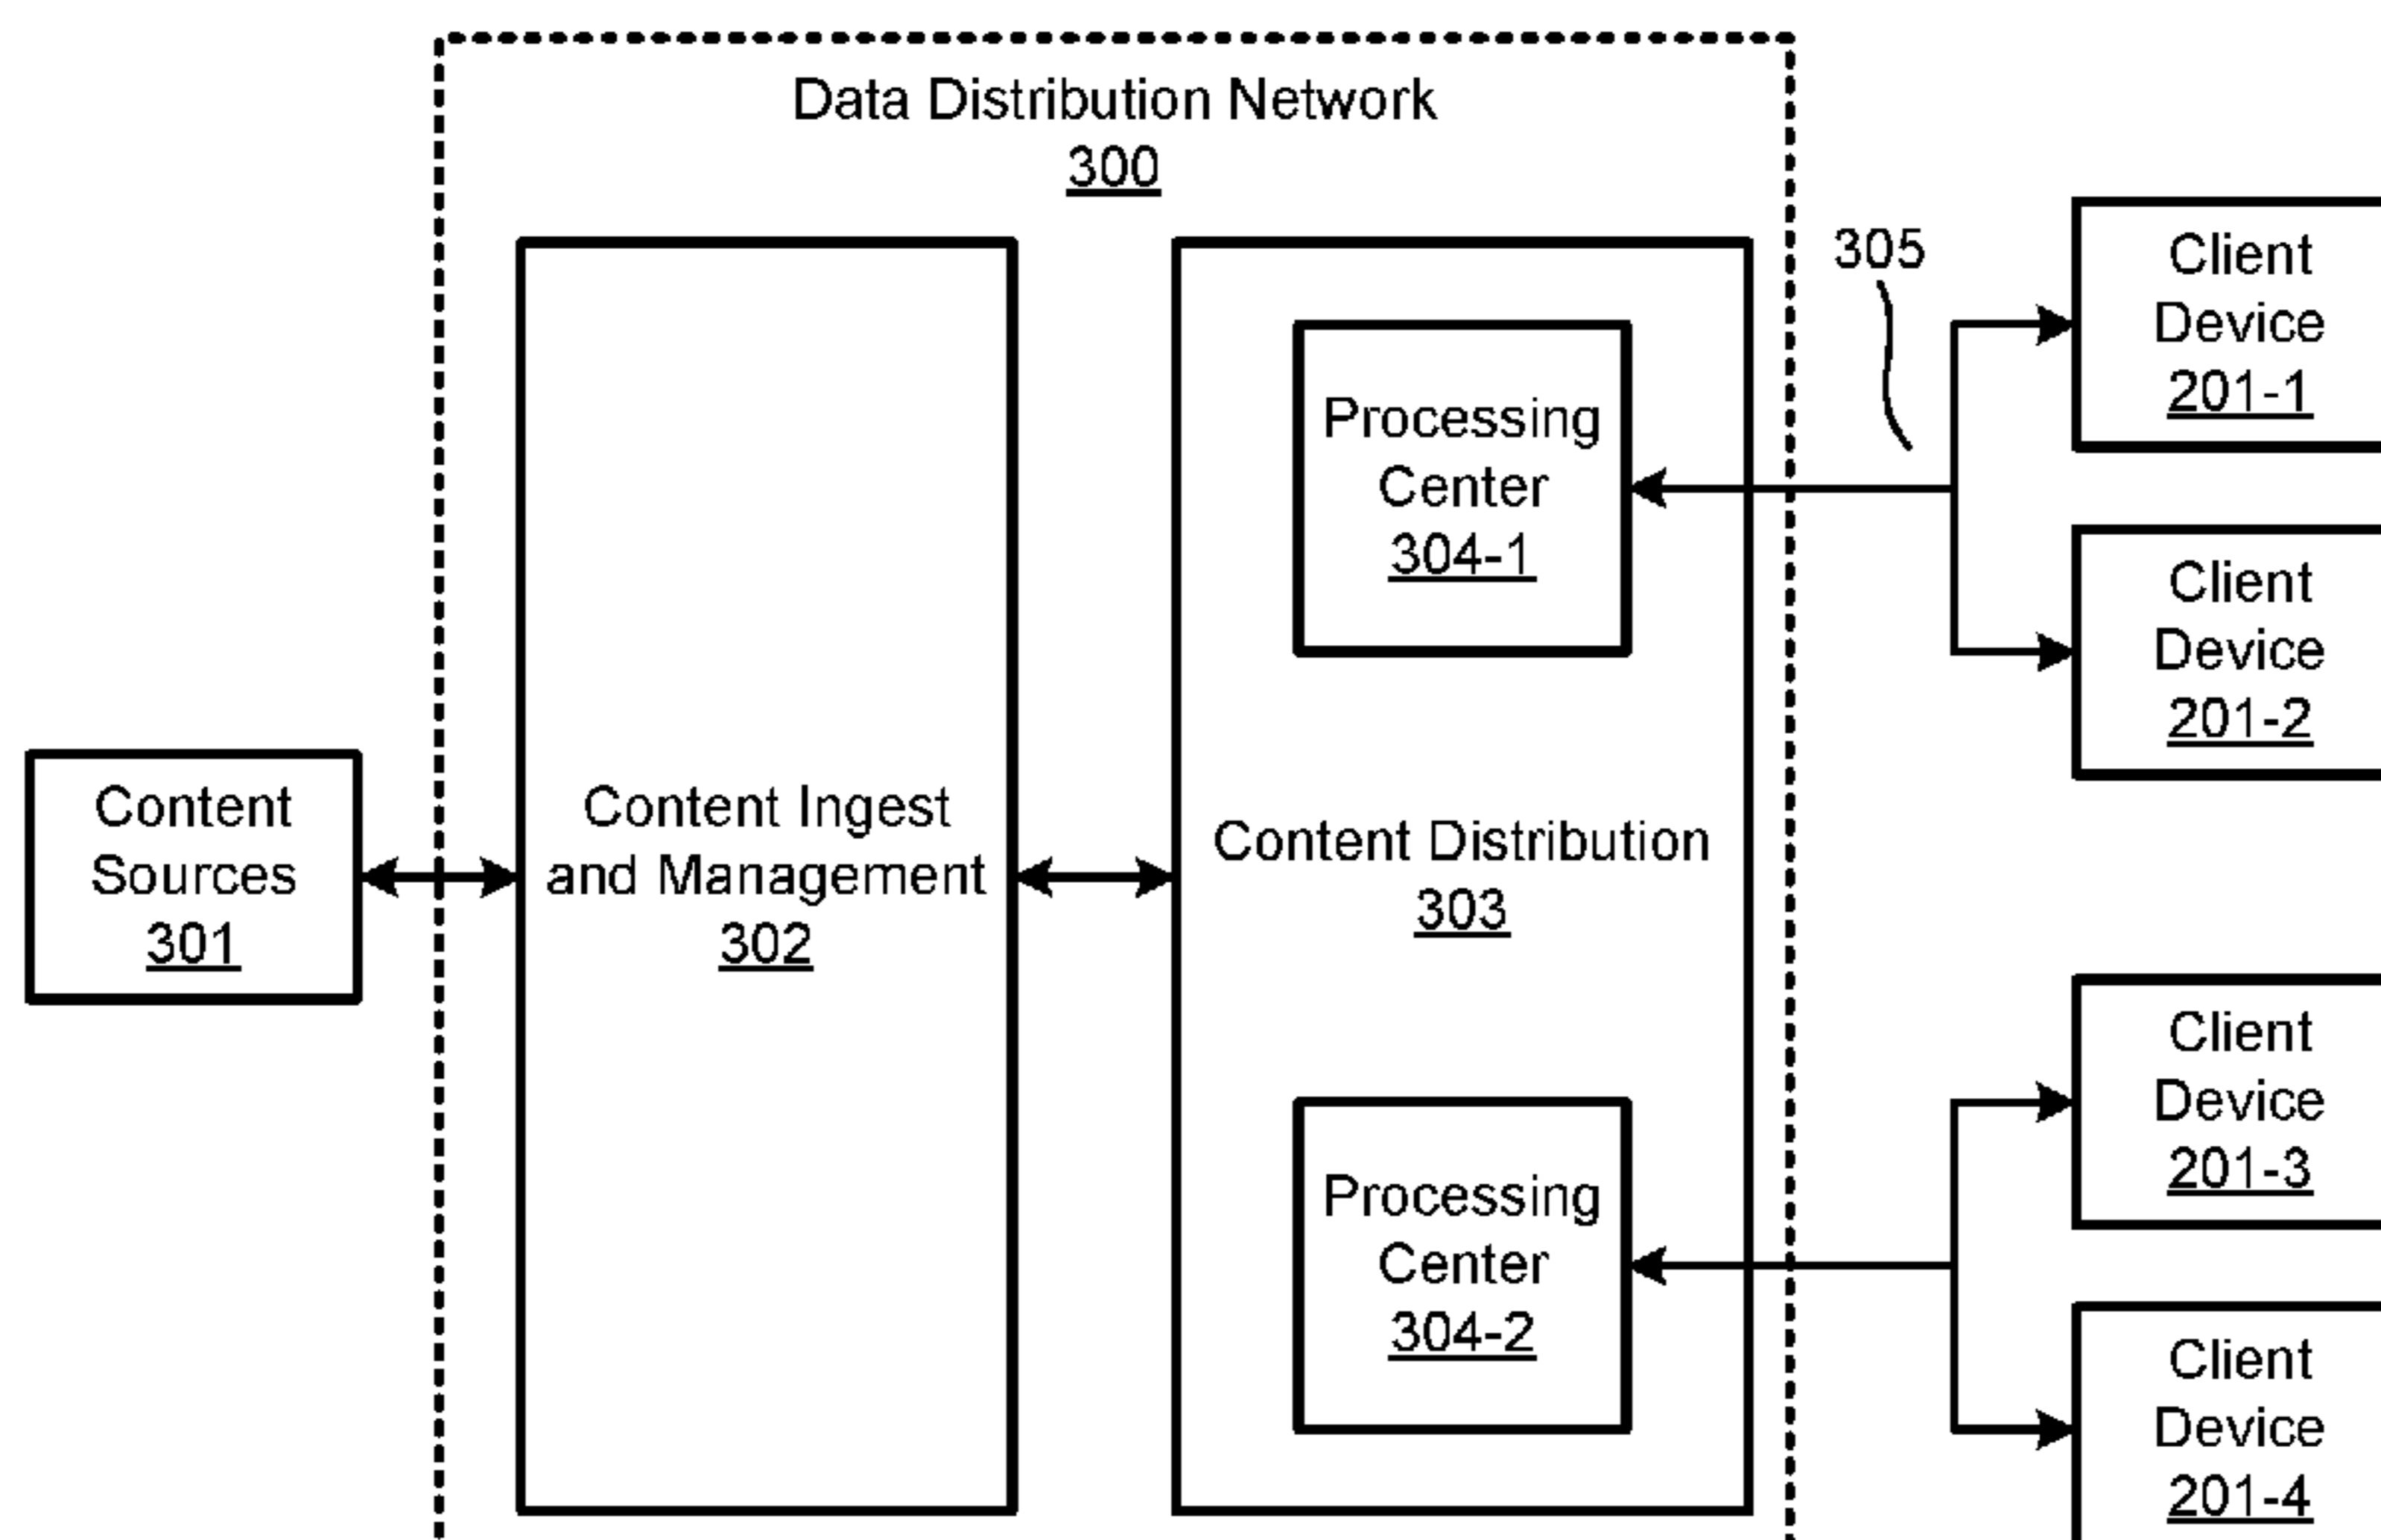 Data Distribution Network
300
Content
Sources
301
Content Ingest
and Management
302
Content Distribution
303
Processing
Center
304-1
Processing
Center
304-2
305
Client
Device
201-1
Client
Device
201-2
Client
Device
201-3
Client
Device
201-4